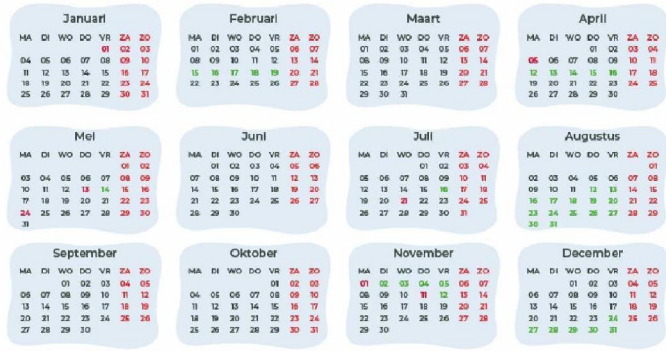 Januari
MA DI WO DO VR ZA ZO
01 02 03
04 05 06 07 08 09 10
11 12 13 14 15 16 17
18 19 20 21 22 23 24
25 26 27 28 29 30 31
Februari
MA DI WO DO VR ZA ZO
01 02 03 04 05 06 07
08 09 10 11 12 13 14
15 16 17 18 19 20 21
22 23 24 25 26 27 28
Maart
MA DI WO DO VR ZA ZO
01 02 03 04 05 06 07
08 09 10 11 12 13 14
15 16 17 18 19 20 21
22 23 24 25 26 27 28
29 30 31
April
MA DI WO DO VR ZA ZO
01 02 03 04
05 06 07 08 09 10 11
12 13 14 15 16 17 18
19 20 21 22 23 24 25
26 27 28 29 30
Mei
MA DI WO DO VR ZA ZO
01 02
03 04 05 06 07 08 09
10 11 12 13 14 15 16
17 18 19 20 21 22 23
24 25 26 27 28 29 30
31
Juni
MA DI WO DO VR ZA ZO
01 02 03 04 05 06
07 08 09 10 11 12 13
14 15 16 17 18 19 20
21 22 23 24 25 26 27
28 29 30
Juli
MA DI WO DO VR ZA ZO
01 02 03 04
05 06 07 08 09 10 11
12 13 14 15 16 17 18
19 20 21 22 23 24 25
26 27 28 29 30 31
Augustus
MA DI WO DO VR ZA ZO
01
02 03 04 05 06 07 08
09 10 11 12 13 14 15
16 17 18 19 20 21 22
23 24 25 26 27 28 29
30 31
September
MA DI WO DO VR ZA ZO
01 02 03 04 05
06 07 08 09 10 11 12
13 14 15 16 17 18 19
20 21 22 23 24 25 26
27 28 29 30
Oktober
MA DI WO DO VR ZA ZO
01 02 03
04 05 06 07 08 09 10
11 12 13 14 15 16 17
18 19 20 21 22 23 24
25 26 27 28 29 30 31
November
MA DI WO DO VR ZA ZO
01 02 03 04 05 06 07
08 09 10 11 12 13 14
15 16 17 18 19 20 21
22 23 24 25 26 27 28
29 30
December
MA DI WO DO VR ZA ZO
01 02 03 04 05
06 07 08 09 10 11 12
13 14 15 16 17 18 19
20 21 22 23 24 25 26
27 28 29 30 31